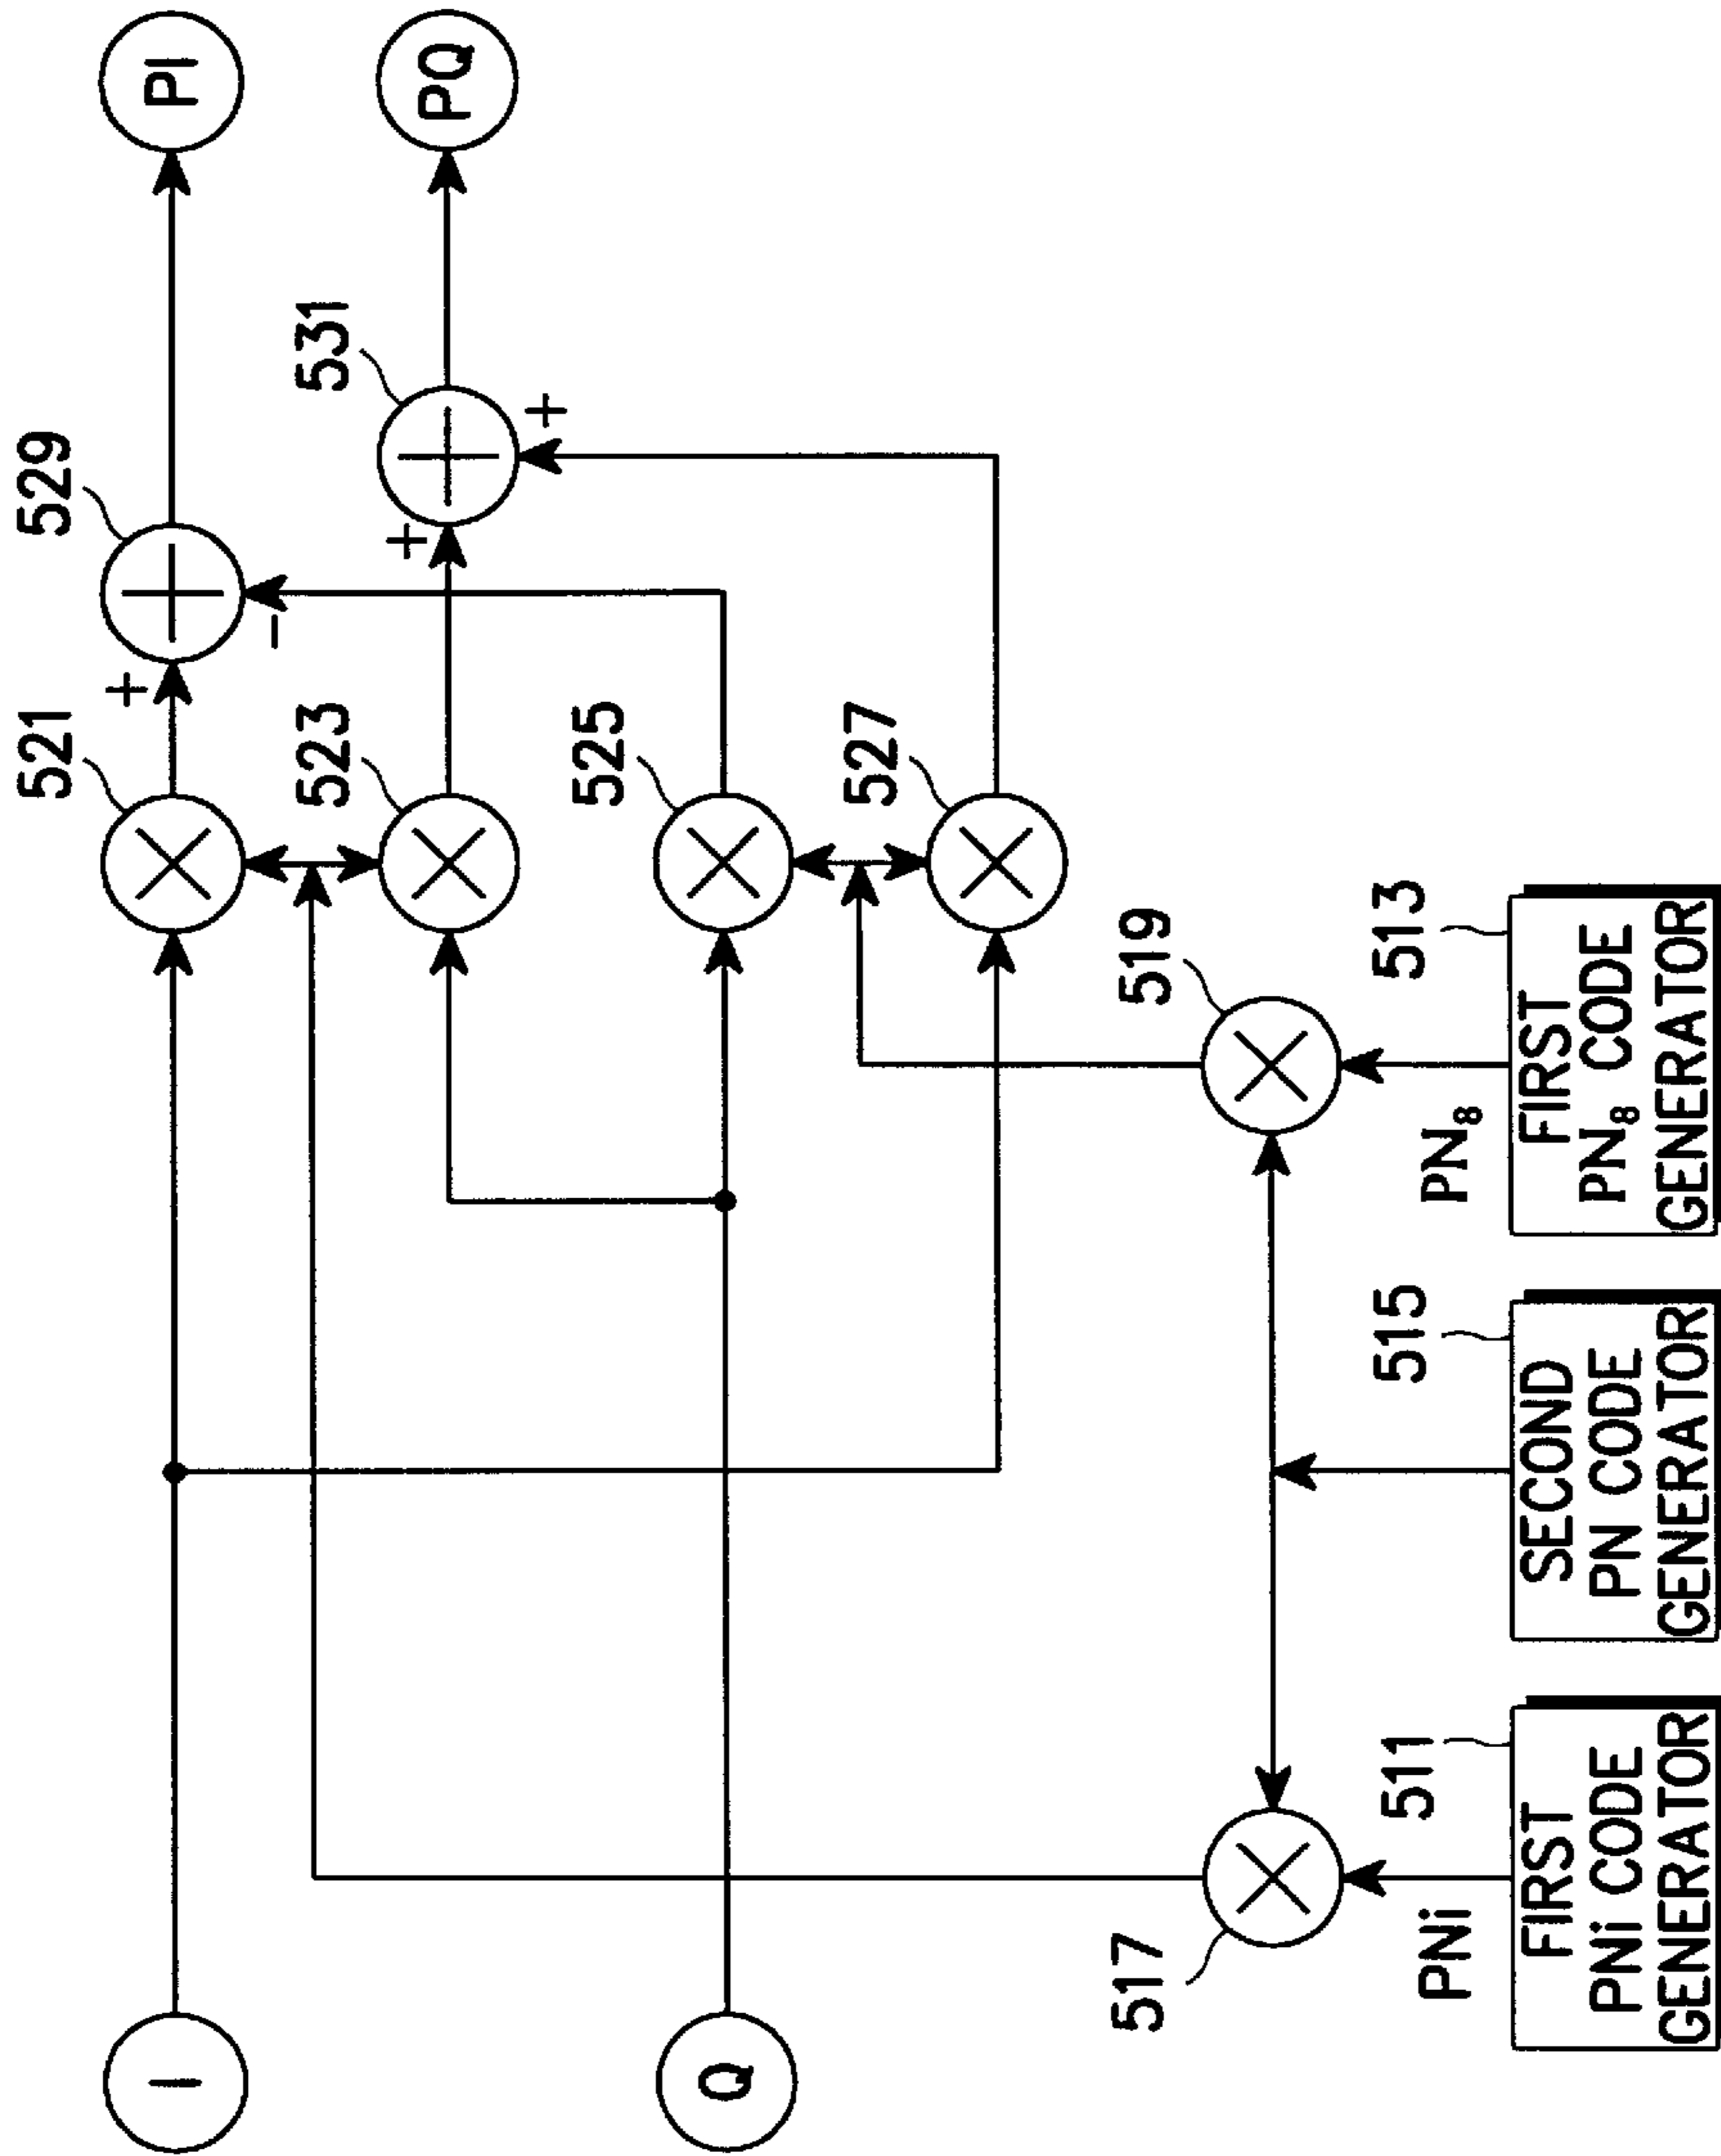 I
Q
PI
PQ
529
531
521
523
525
527
519
517
PNi
PN₈
511
FIRST
PNi CODE
GENERATOR
515
SECOND
PN CODE
GENERATOR
513
FIRST
PN₈ CODE
GENERATOR
+
-
+
+